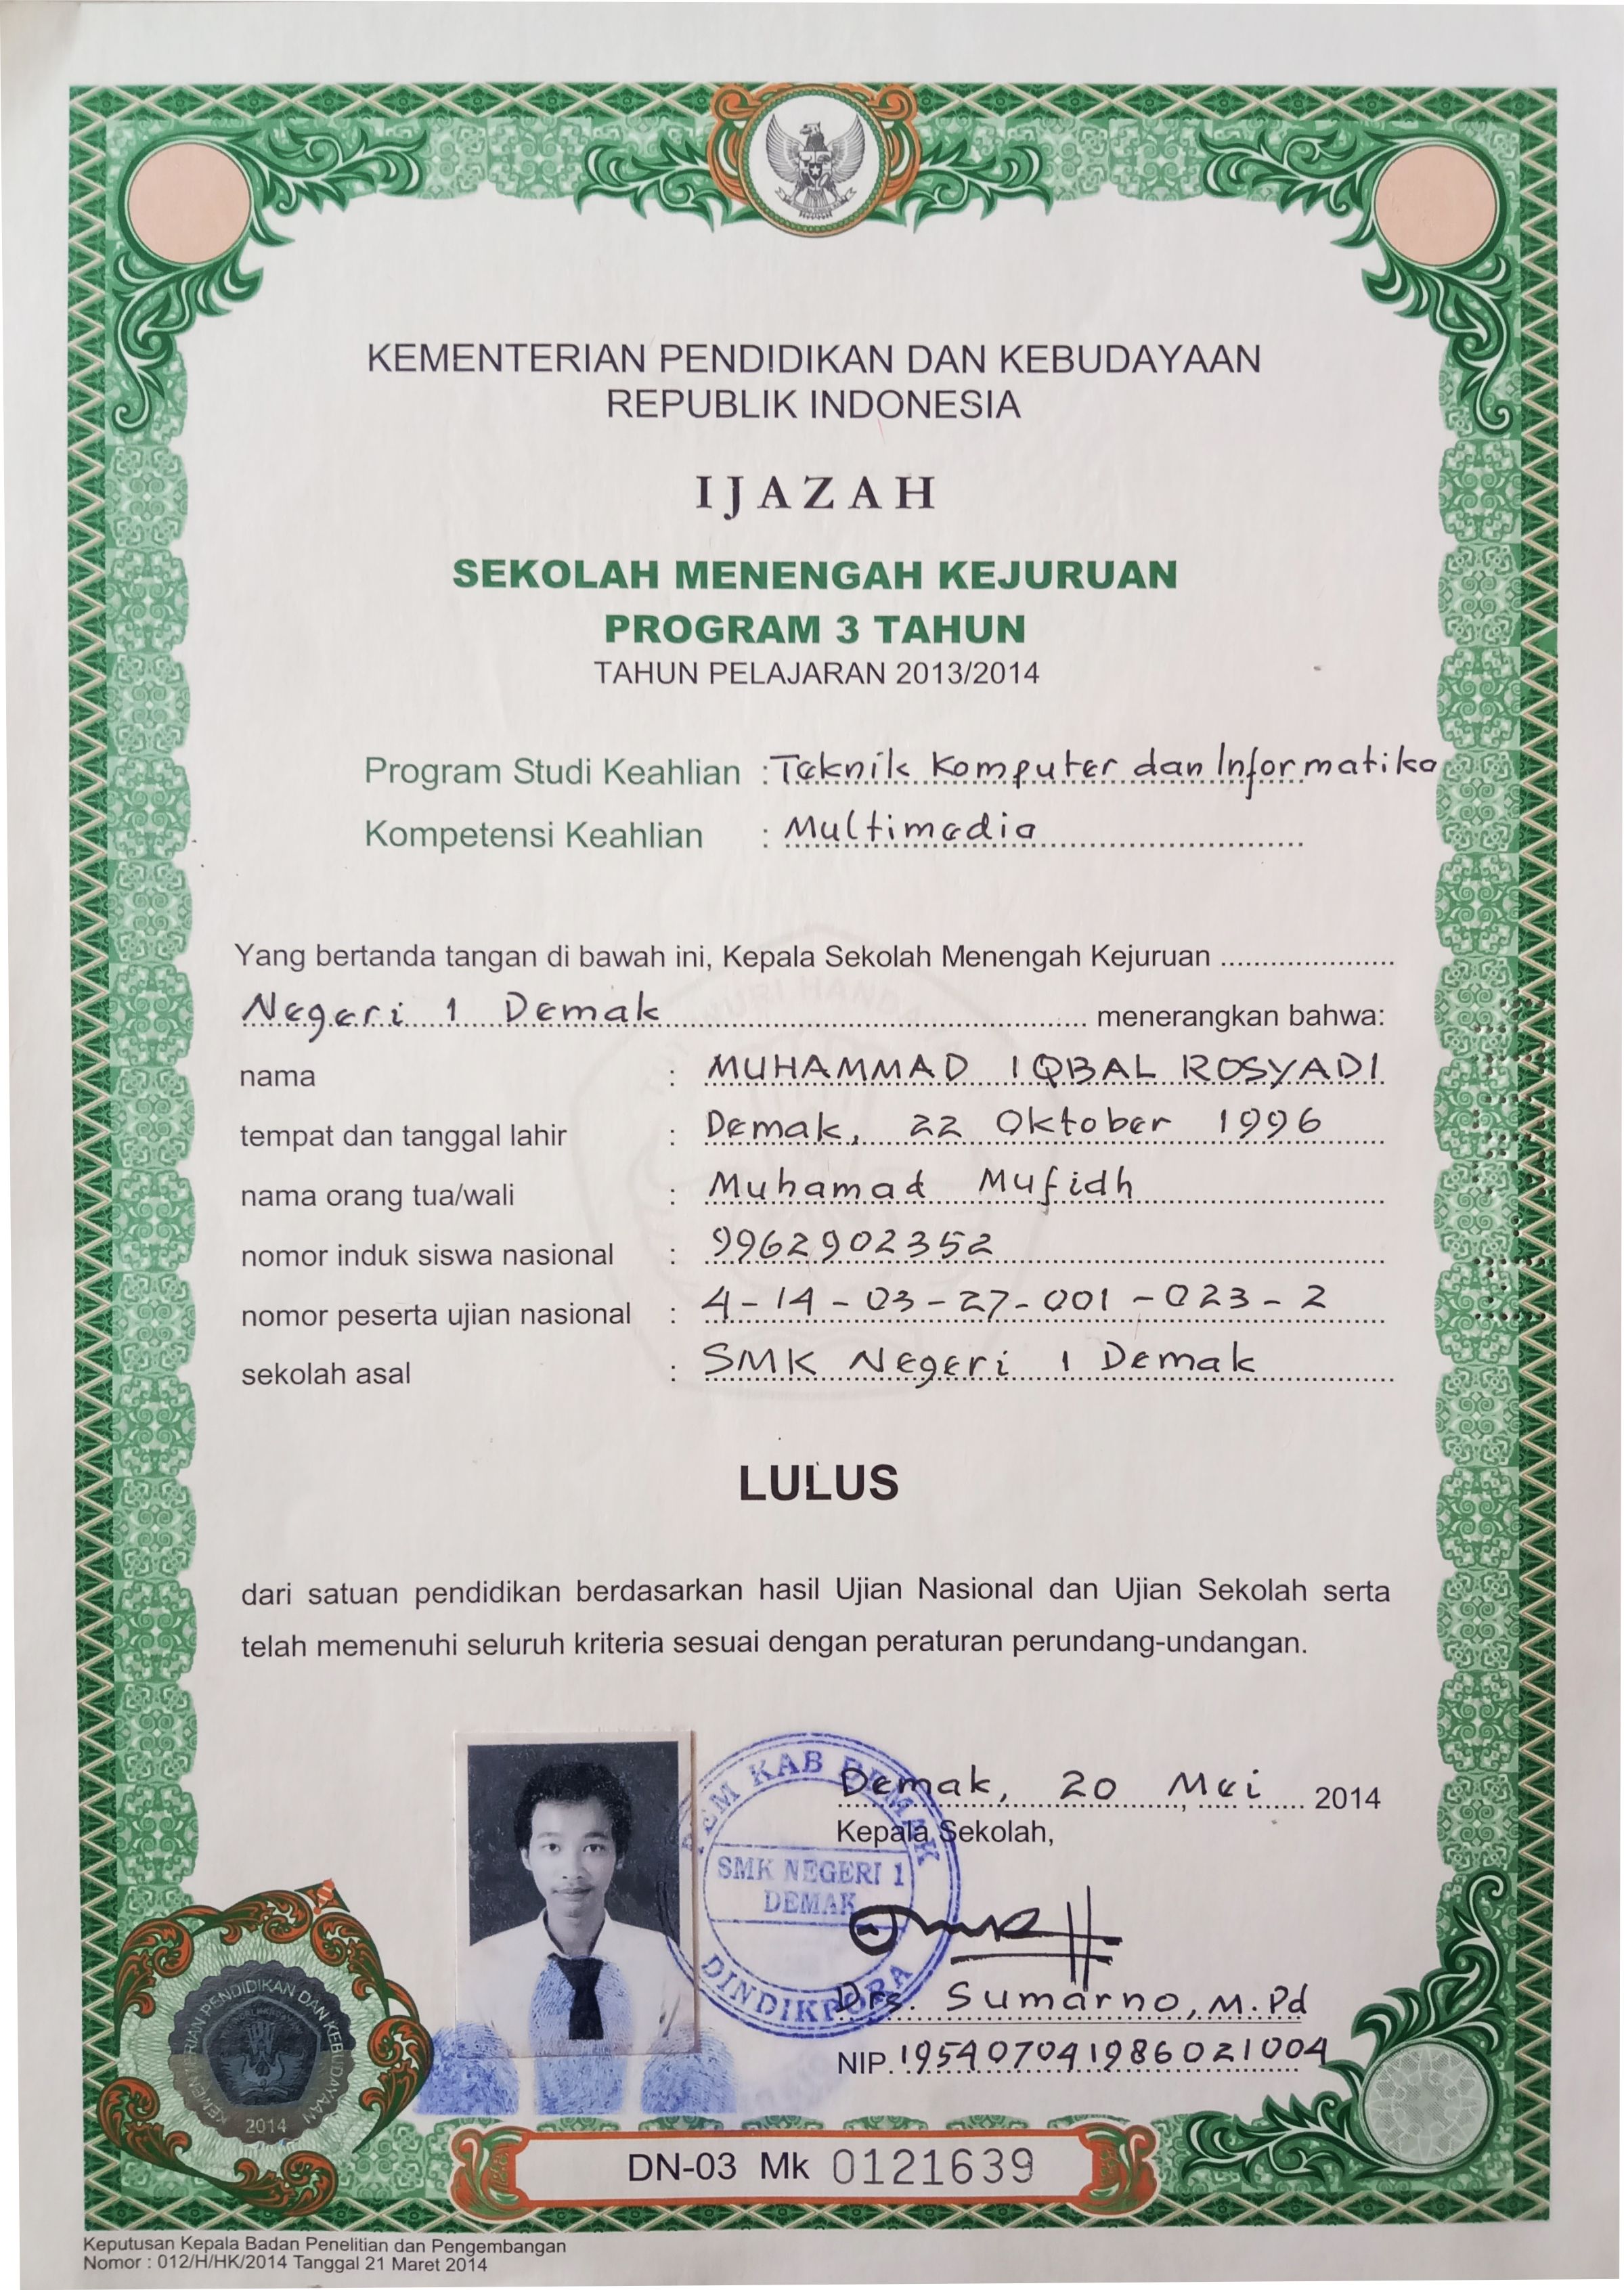 KEMENTERIAN PENDIDIKAN DAN KEBUDAYAAN
REPUBLIK INDONESIA
IJAZAH
SEKOLAH MENENGAH KEJURUAN
PROGRAM 3 TAHUN
TAHUN PELAJARAN 2013/2014
Program Studi Keahlian : Teknik Komputer dan Informatika
Kompetensi Keahlian : Multimedia
Yang bertanda tangan di bawah ini, Kepala Sekolah Menengah Kejuruan
Negeri 1 Demak menerangkan bahwa:
nama : MUHAMMAD IQBAL ROSYADI
tempat dan tanggal lahir : Demak, 22 Oktober 1996
nama orang tua/wali : Muhamad Mufidh
nomor induk siswa nasional : 9962902352
nomor peserta ujian nasional : 4-14-03-27-001-023-2
sekolah asal : SMK Negeri 1 Demak
LULUS
dari satuan pendidikan berdasarkan hasil Ujian Nasional dan Ujian Sekolah serta
telah memenuhi seluruh kriteria sesuai dengan peraturan perundang-undangan.
Demak, 20 Mei 2014
Kepala Sekolah,
PEM KAB DEMAK
SMK NEGERI 1
DEMAK
DINDIKPORA
Drs. Sumarno, M.Pd
NIP. 195407041986021004
KEMENTERIAN PENDIDIKAN DAN KEBUDAYAAN
2014
DN-03 Mk 0121639
Keputusan Kepala Badan Penelitian dan Pengembangan
Nomor : 012/H/HK/2014 Tanggal 21 Maret 2014